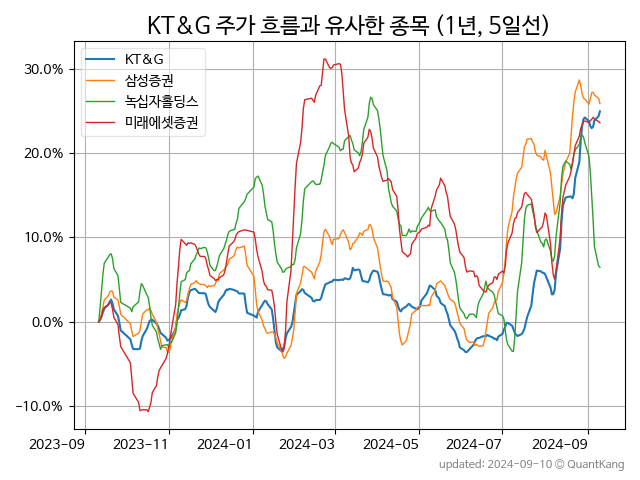 KT&G 주가 흐름과 유사한 종목 (1년, 5일선)
KT&G
삼성증권
녹십자홀딩스
미래에셋증권
30.0%
20.0%
10.0%
0.0%
−10.0%
2023-09 2023-11 2024-01 2024-03 2024-05 2024-07 2024-09
updated: 2024-09-10 © QuantKang